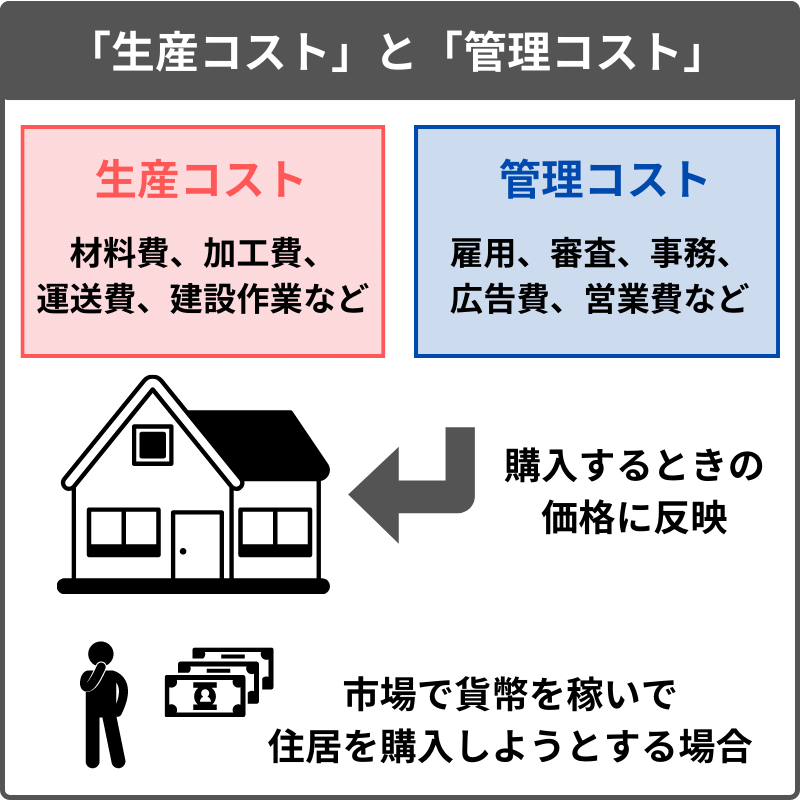 「生産コスト」と「管理コスト」
生産コスト
材料費、加工費、
運送費、建設作業など
管理コスト
雇用、審査、事務、
広告費、営業費など
購入するときの
価格に反映
市場で貨幣を稼いで
住居を購入しようとする場合